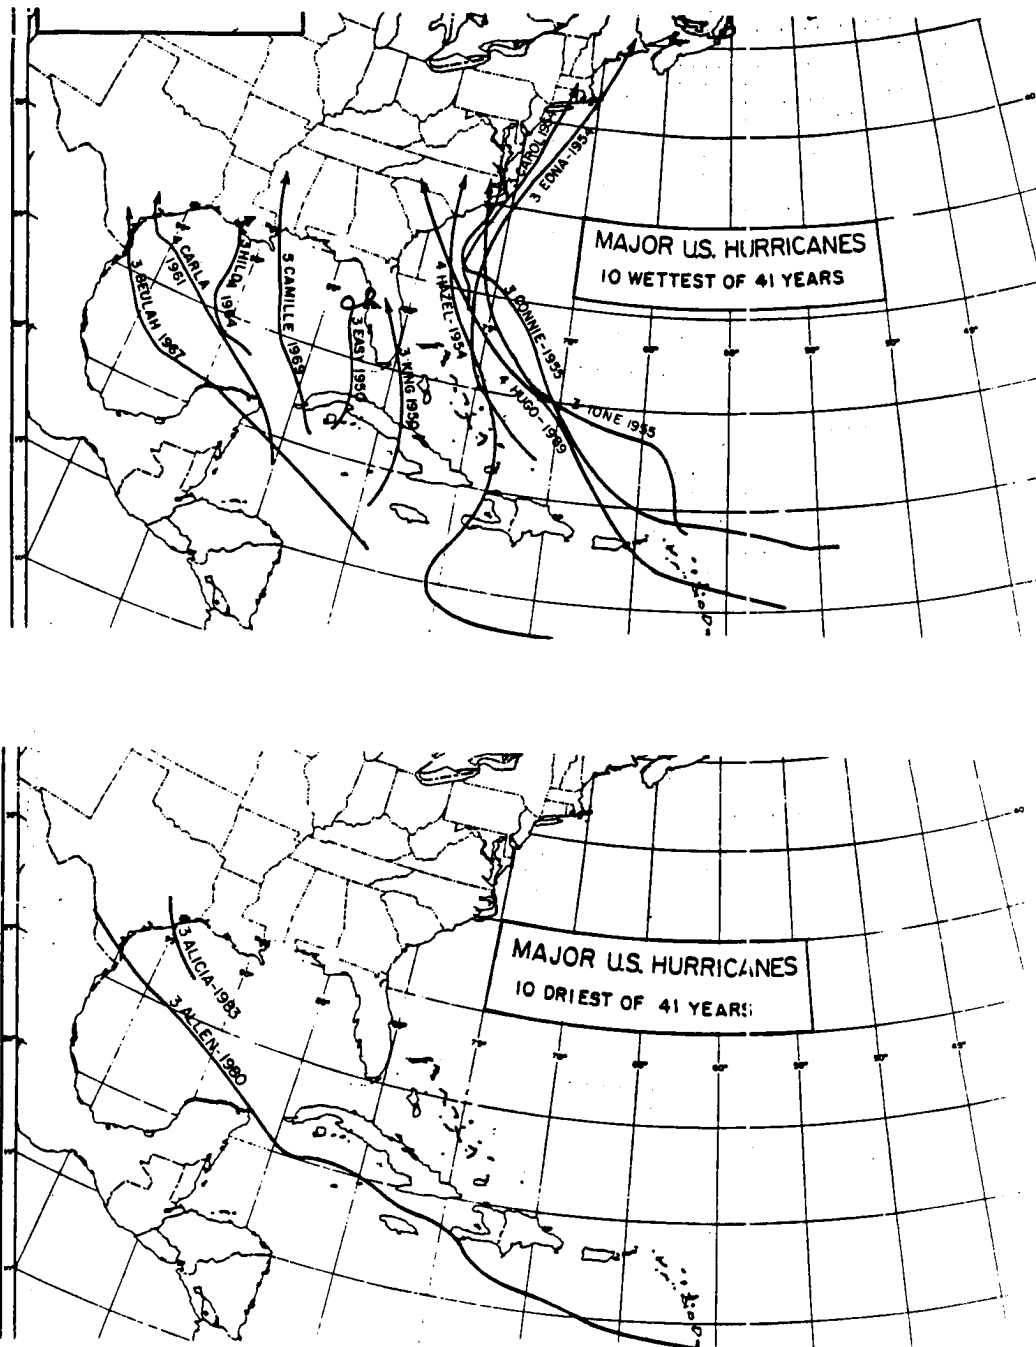 3 CAROL 1954
3 EDNA-1954
MAJOR U.S. HURRICANES
10 WETTEST OF 41 YEARS
4 CARLA
1961
3 HILDA
1964
3 BEULAH 1967
5 CAMILLE 1969
3 EASY 1950
3 KING 1950
4 HAZEL-1954
3 CONNIE-1955
4 HUGO-1989
3 IONE 1955
MAJOR U.S. HURRICANES
10 DRIEST OF 41 YEARS
3 ALICIA-1983
3 ALLEN-1980